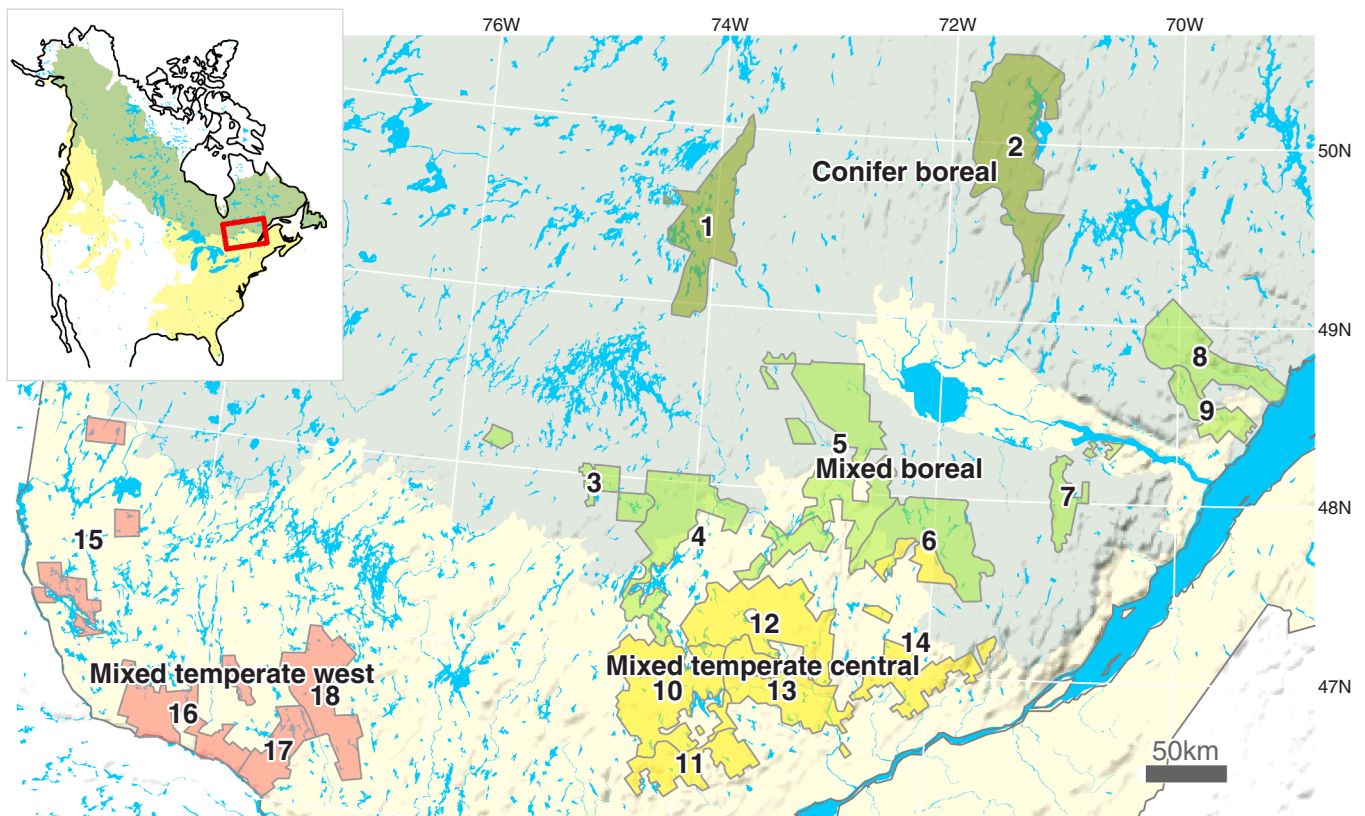 76W 74W 72W 70W
50N
2
Conifer boreal
1
49N
8
9
5
Mixed boreal
3
7
48N
4
6
15
12
14
Mixed temperate central
Mixed temperate west
10
13
47N
18
16
17
11
50km